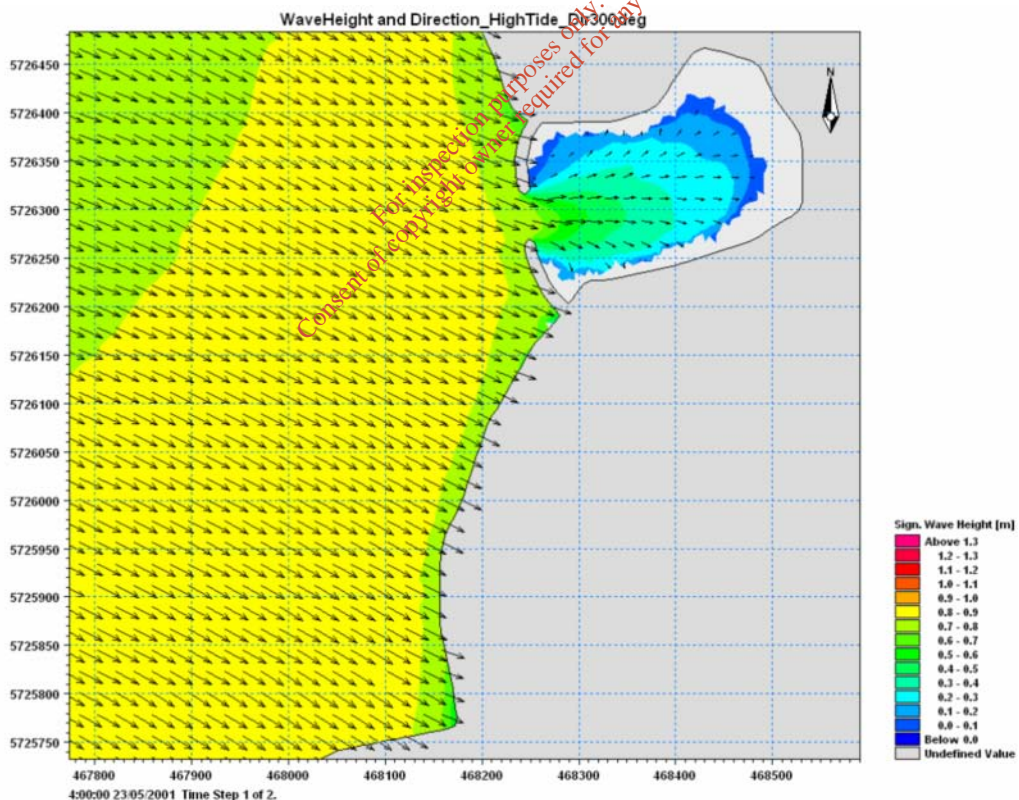 WaveHeight and Direction_HighTide_Dir300deg
For inspection purposes only.
Consent of copyright owner required for any
N
5726450
5726400
5726350
5726300
5726250
5726200
5726150
5726100
5726050
5726000
5725950
5725900
5725850
5725800
5725750
467800 467900 468000 468100 468200 468300 468400 468500
4:00:00 23/05/2001 Time Step 1 of 2.
Sign. Wave Height [m]
Above 1.3
1.2 - 1.3
1.1 - 1.2
1.0 - 1.1
0.9 - 1.0
0.8 - 0.9
0.7 - 0.8
0.6 - 0.7
0.5 - 0.6
0.4 - 0.5
0.3 - 0.4
0.2 - 0.3
0.1 - 0.2
0.0 - 0.1
Below 0.0
Undefined Value